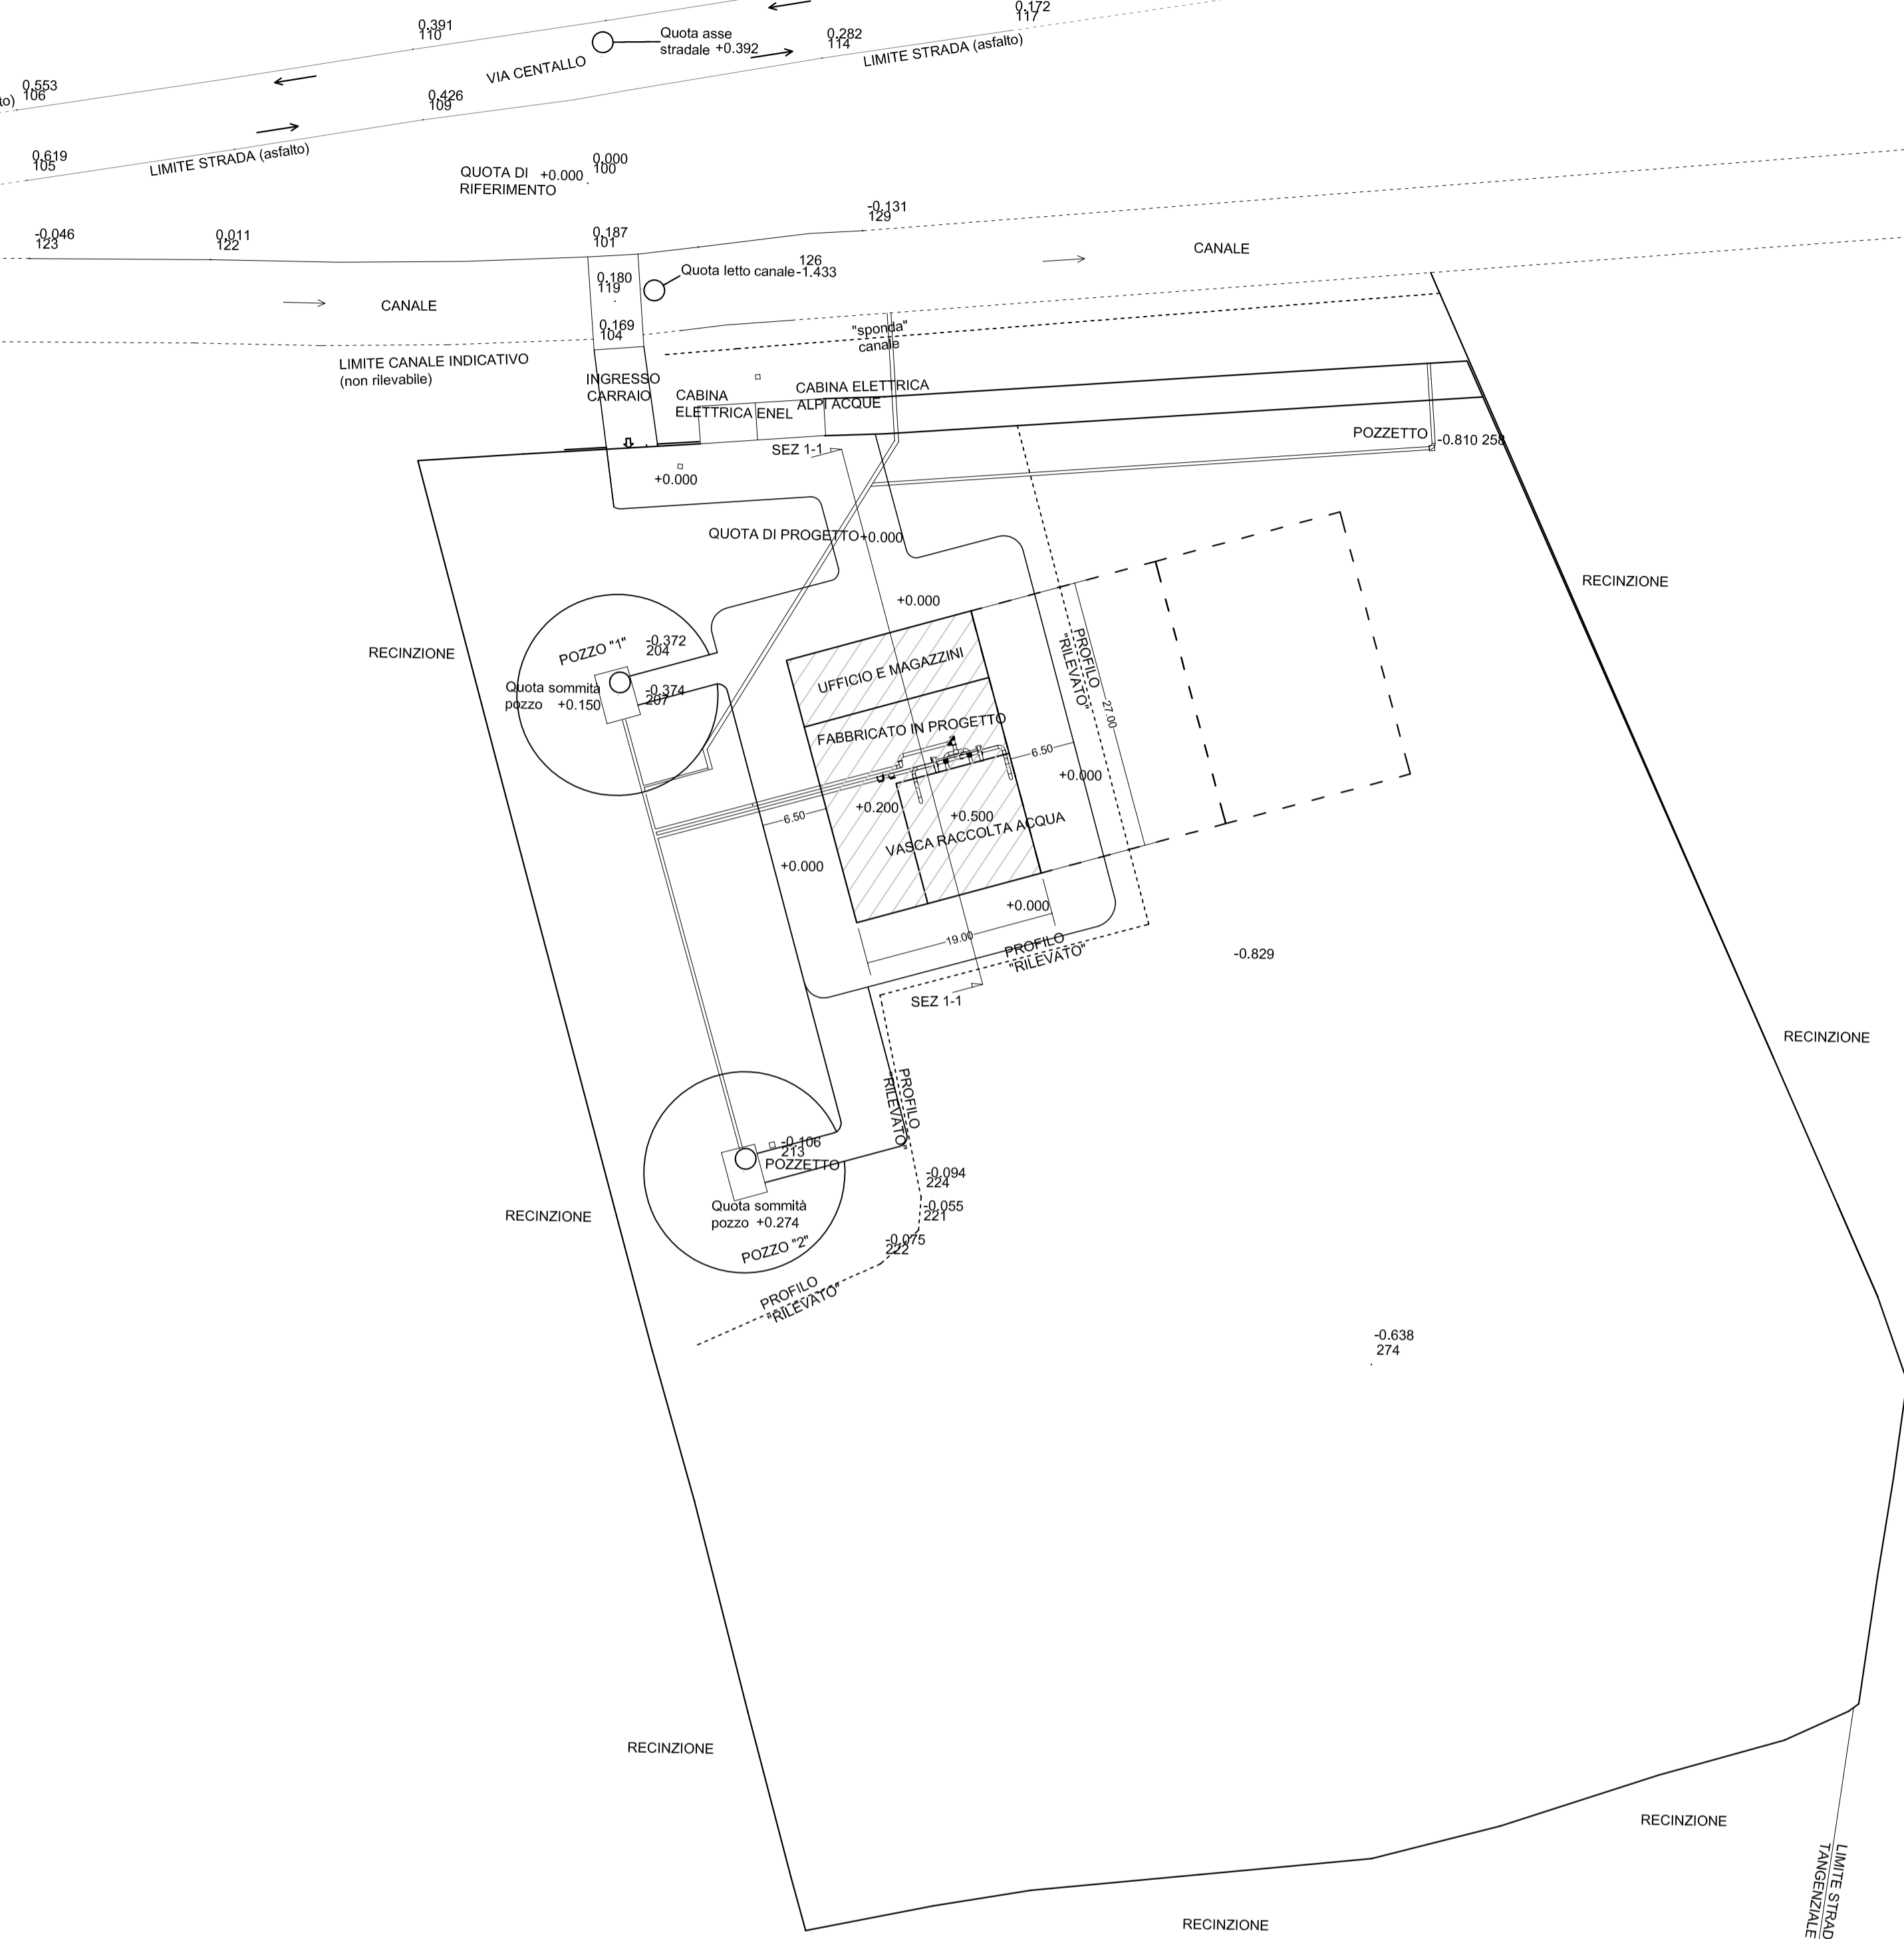 0.172
117
0.391
110
Quota asse
stradale +0.392
0.282
114
LIMITE STRADA (asfalto)
VIA CENTALLO
0.553
106
to)
0.426
109
0.619
105
LIMITE STRADA (asfalto)
QUOTA DI +0.000
RIFERIMENTO
0.000
100
-0.131
129
-0.046
123
0.011
122
0.187
101
CANALE
126
Quota letto canale -1.433
0.180
119
CANALE
0.169
104
"sponda"
canale
LIMITE CANALE INDICATIVO
(non rilevabile)
INGRESSO
CARRAIO
CABINA
ELETTRICA ENEL
CABINA ELETTRICA
ALPI ACQUE
POZZETTO
-0.810 258
SEZ 1-1
+0.000
QUOTA DI PROGETTO +0.000
RECINZIONE
+0.000
RECINZIONE
POZZO "1"
-0.372
204
Quota sommità
pozzo +0.150
-0.374
207
UFFICIO E MAGAZZINI
PROFILO
"RILEVATO"
27.00
FABBRICATO IN PROGETTO
6.50
+0.000
+0.200
+0.500
6.50
VASCA RACCOLTA ACQUA
+0.000
+0.000
19.00
PROFILO
"RILEVATO"
-0.829
SEZ 1-1
RECINZIONE
PROFILO
"RILEVATO"
-0.106
213
POZZETTO
-0.094
224
Quota sommità
pozzo +0.274
-0.055
221
RECINZIONE
-0.075
222
POZZO "2"
PROFILO
"RILEVATO"
-0.638
274
RECINZIONE
RECINZIONE
LIMITE STRAD
TANGENZIALE
RECINZIONE